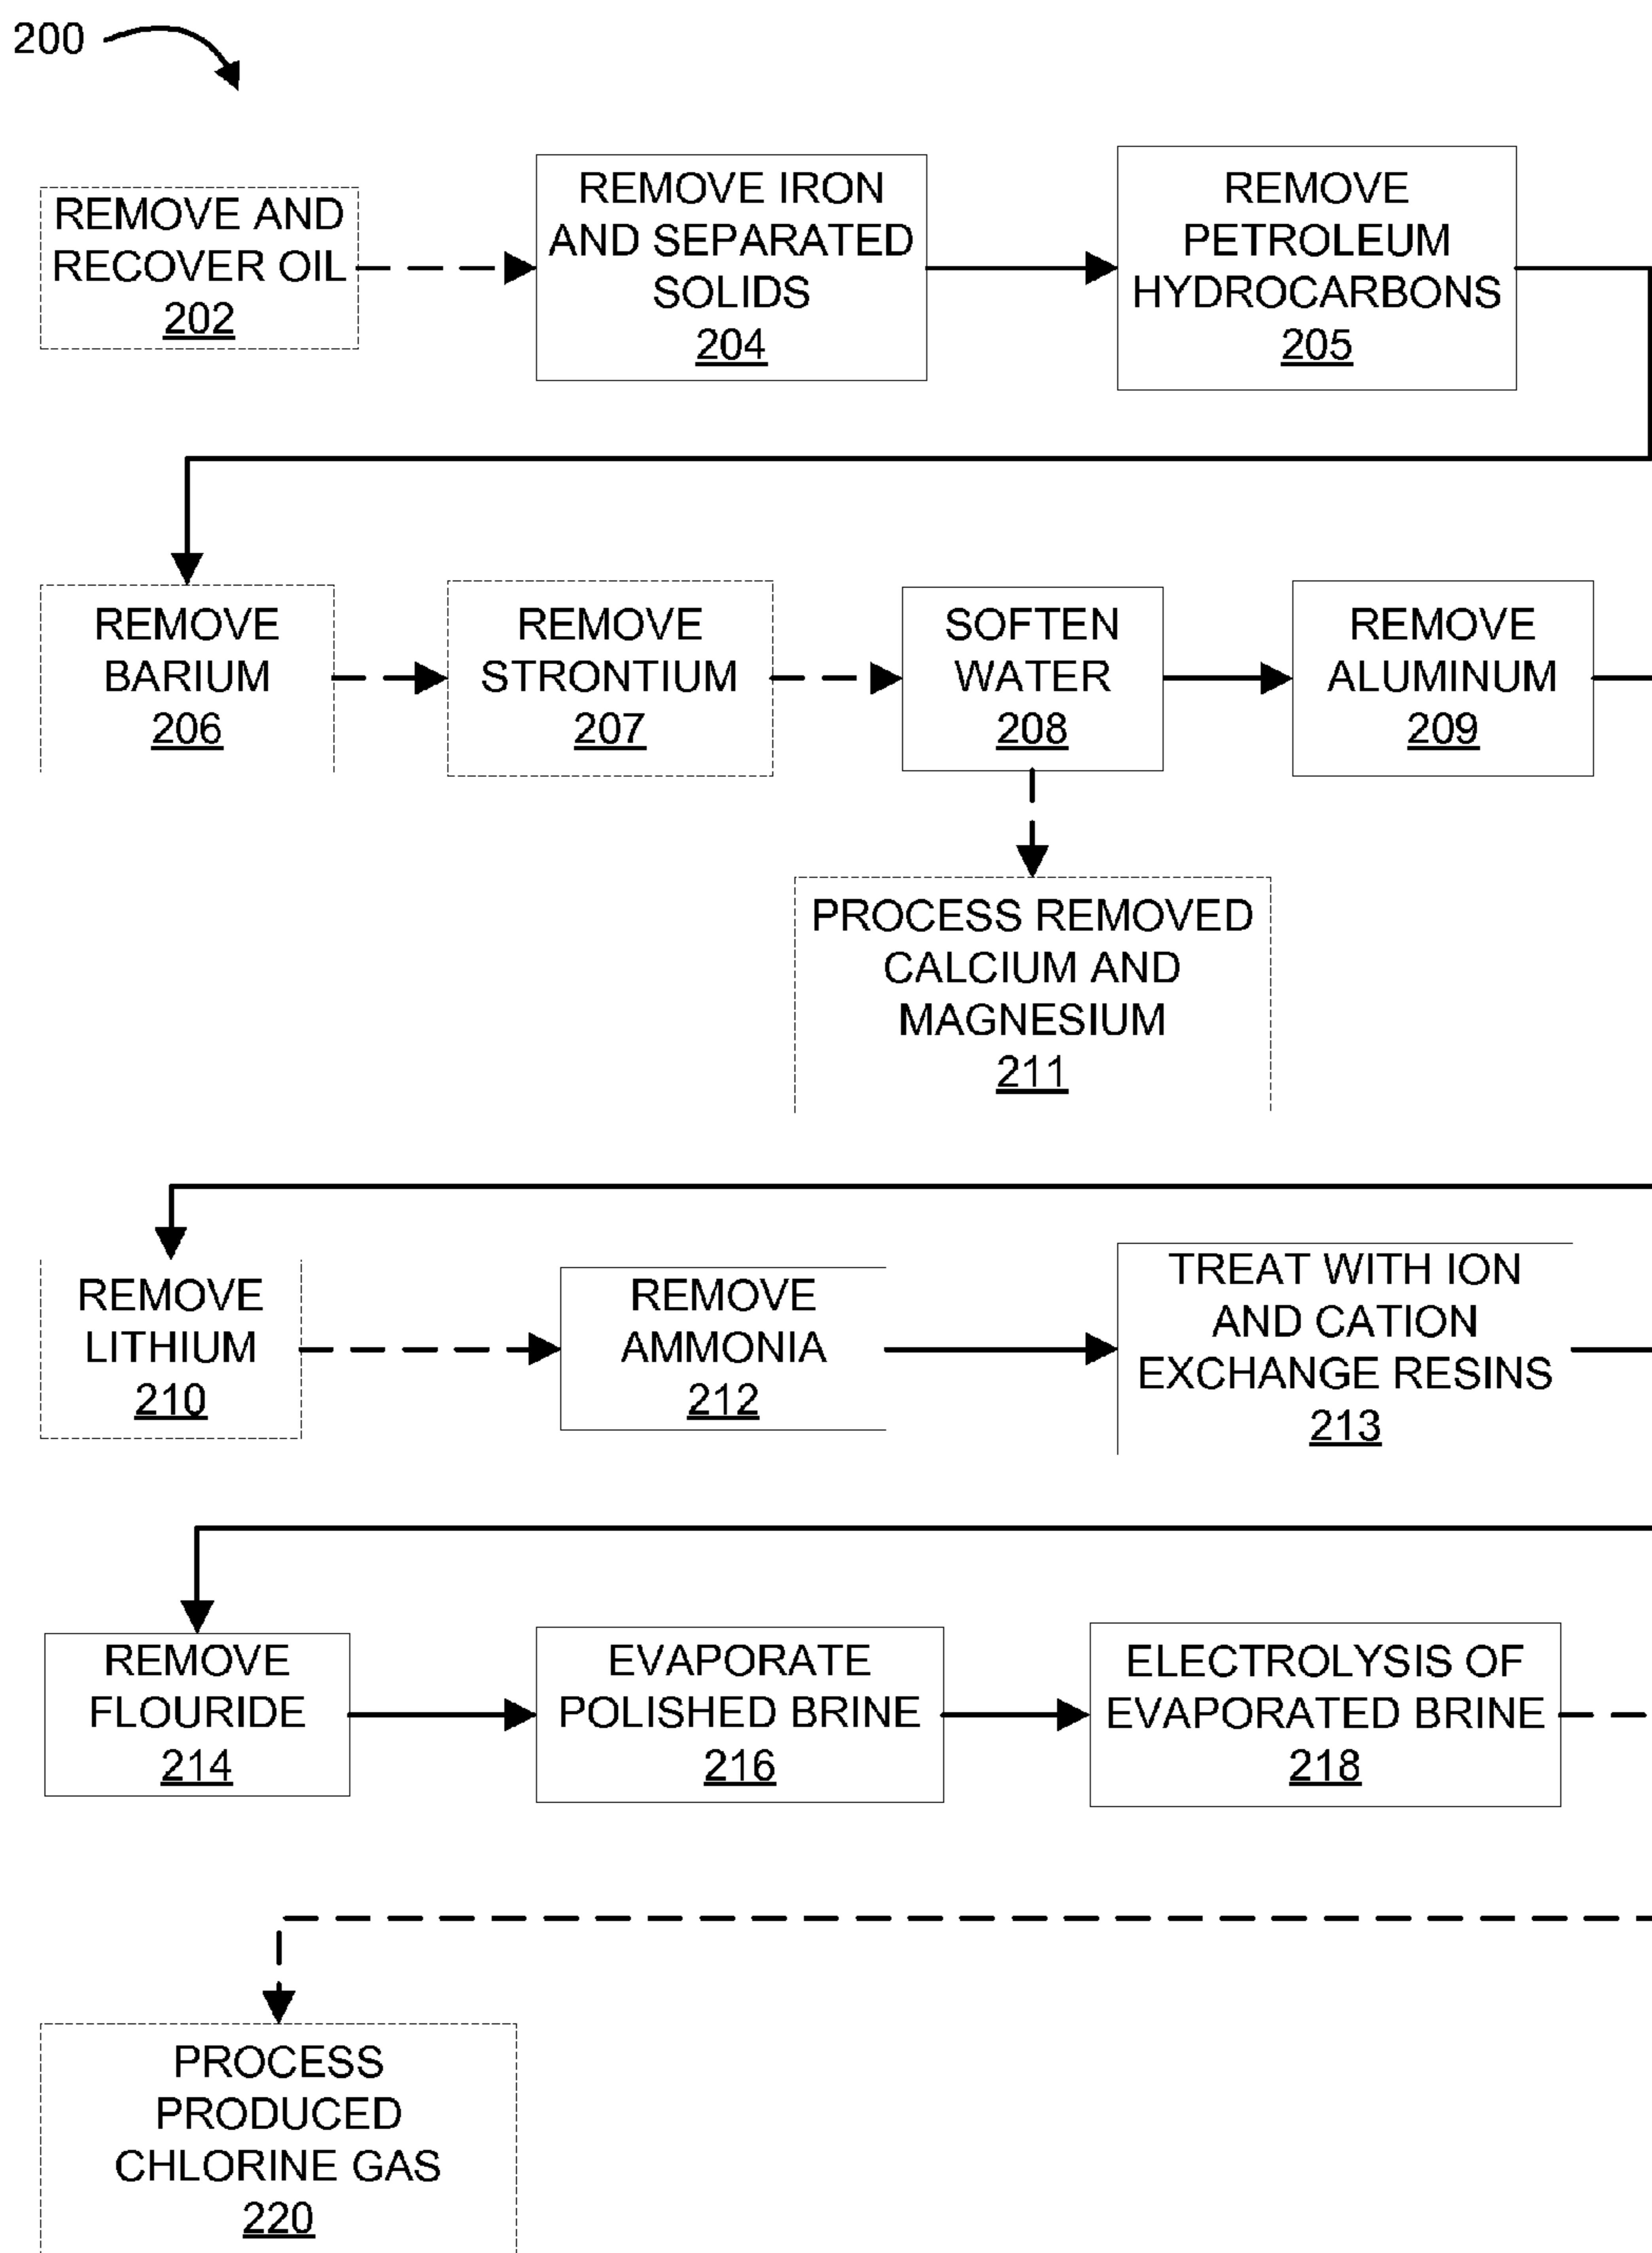 200
REMOVE AND
RECOVER OIL
202
REMOVE IRON
AND SEPARATED
SOLIDS
204
REMOVE
PETROLEUM
HYDROCARBONS
205
REMOVE
BARIUM
206
REMOVE
STRONTIUM
207
SOFTEN
WATER
208
REMOVE
ALUMINUM
209
PROCESS REMOVED
CALCIUM AND
MAGNESIUM
211
REMOVE
LITHIUM
210
REMOVE
AMMONIA
212
TREAT WITH ION
AND CATION
EXCHANGE RESINS
213
REMOVE
FLOURIDE
214
EVAPORATE
POLISHED BRINE
216
ELECTROLYSIS OF
EVAPORATED BRINE
218
PROCESS
PRODUCED
CHLORINE GAS
220